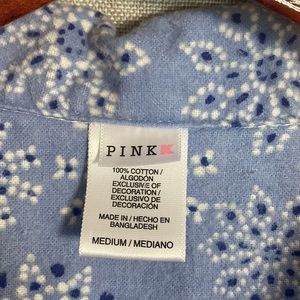 PINK K
100% COTTON /
ALGODÓN
EXCLUSIVE OF
DECORATION /
EXCLUSIVO DE
DECORACIÓN
MADE IN / HECHO EN
BANGLADESH
MEDIUM / MEDIANO